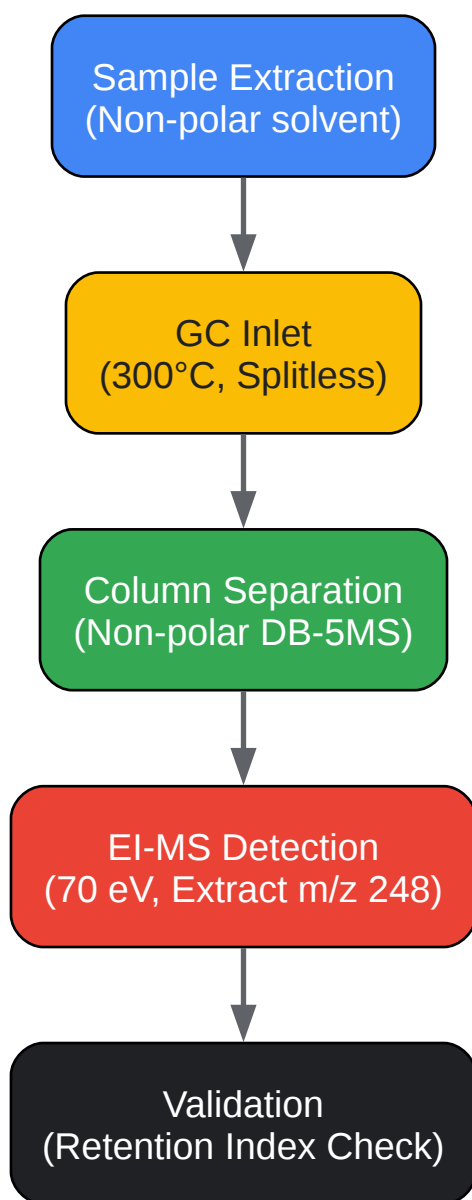 Sample Extraction
(Non-polar solvent)
GC Inlet
(300°C, Splitless)
Column Separation
(Non-polar DB-5MS)
EI-MS Detection
(70 eV, Extract m/z 248)
Validation
(Retention Index Check)